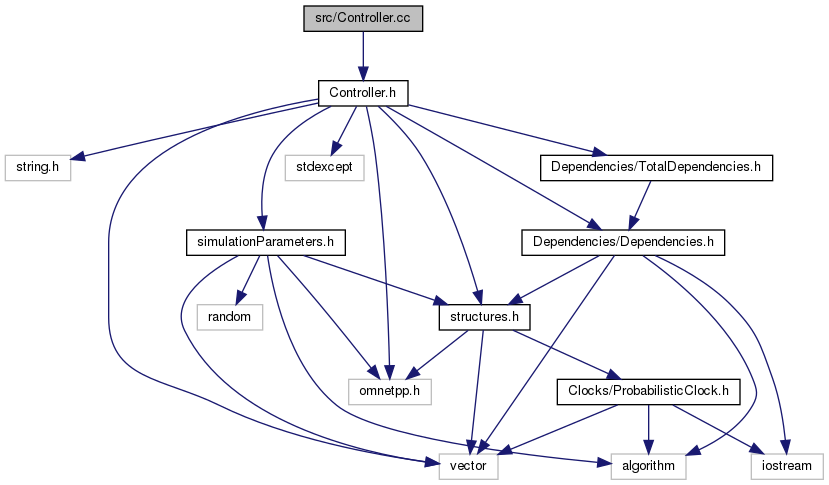 src/Controller.cc
Controller.h
string.h
stdexcept
Dependencies/TotalDependencies.h
simulationParameters.h
Dependencies/Dependencies.h
random
structures.h
omnetpp.h
Clocks/ProbabilisticClock.h
vector
algorithm
iostream